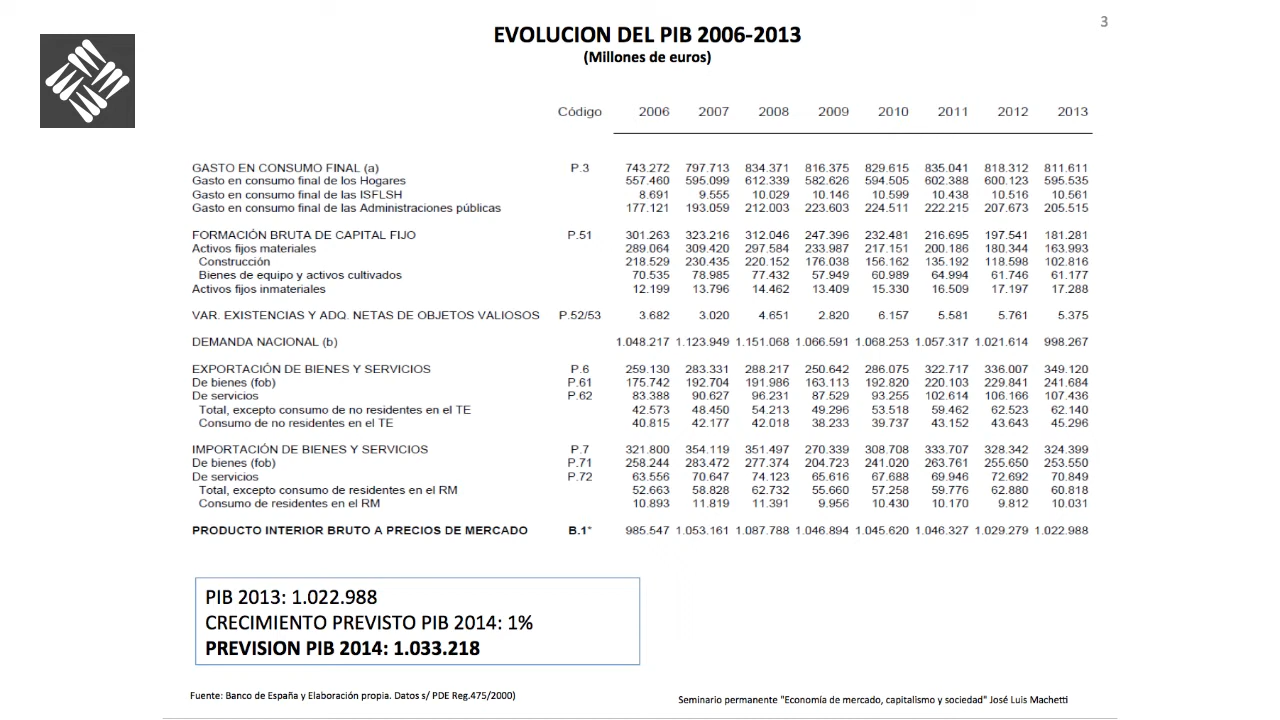 3
EVOLUCION DEL PIB 2006-2013
(Millones de euros)
Código 2006 2007 2008 2009 2010 2011 2012 2013
GASTO EN CONSUMO FINAL (a) P.3 743.272 797.713 834.371 816.375 829.615 835.041 818.312 811.611
Gasto en consumo final de los Hogares 557.460 595.099 612.339 582.626 594.505 602.388 600.123 595.535
Gasto en consumo final de las ISFLSH 8.691 9.555 10.029 10.146 10.599 10.438 10.516 10.561
Gasto en consumo final de las Administraciones públicas 177.121 193.059 212.003 223.603 224.511 222.215 207.673 205.515
FORMACIÓN BRUTA DE CAPITAL FIJO P.51 301.263 323.216 312.046 247.396 232.481 216.695 197.541 181.281
Activos fijos materiales 289.064 309.420 297.584 233.987 217.151 200.186 180.344 163.993
Construcción 218.529 230.435 220.152 176.038 156.162 135.192 118.598 102.816
Bienes de equipo y activos cultivados 70.535 78.985 77.432 57.949 60.989 64.994 61.746 61.177
Activos fijos inmateriales 12.199 13.796 14.462 13.409 15.330 16.509 17.197 17.288
VAR. EXISTENCIAS Y ADQ. NETAS DE OBJETOS VALIOSOS P.52/53 3.682 3.020 4.651 2.820 6.157 5.581 5.761 5.375
DEMANDA NACIONAL (b) 1.048.217 1.123.949 1.151.068 1.066.591 1.068.253 1.057.317 1.021.614 998.267
EXPORTACIÓN DE BIENES Y SERVICIOS P.6 259.130 283.331 288.217 250.642 286.075 322.717 336.007 349.120
De bienes (fob) P.61 175.742 192.704 191.986 163.113 192.820 220.103 229.841 241.684
De servicios P.62 83.388 90.627 96.231 87.529 93.255 102.614 106.166 107.436
Total, excepto consumo de no residentes en el TE 42.573 48.450 54.213 49.296 53.518 59.462 62.523 62.140
Consumo de no residentes en el TE 40.815 42.177 42.018 38.233 39.737 43.152 43.643 45.296
IMPORTACIÓN DE BIENES Y SERVICIOS P.7 321.800 354.119 351.497 270.339 308.708 333.707 328.342 324.399
De bienes (fob) P.71 258.244 283.472 277.374 204.723 241.020 263.761 255.650 253.550
De servicios P.72 63.556 70.647 74.123 65.616 67.688 69.946 72.692 70.849
Total, excepto consumo de residentes en el RM 52.663 58.828 62.732 55.660 57.258 59.776 62.880 60.818
Consumo de residentes en el RM 10.893 11.819 11.391 9.956 10.430 10.170 9.812 10.031
PRODUCTO INTERIOR BRUTO A PRECIOS DE MERCADO B.1* 985.547 1.053.161 1.087.788 1.046.894 1.045.620 1.046.327 1.029.279 1.022.988
PIB 2013: 1.022.988
CRECIMIENTO PREVISTO PIB 2014: 1%
PREVISION PIB 2014: 1.033.218
Fuente: Banco de España y Elaboración propia. Datos s/ PDE Reg.475/2000)
Seminario permanente "Economía de mercado, capitalismo y sociedad" José Luis Machetti